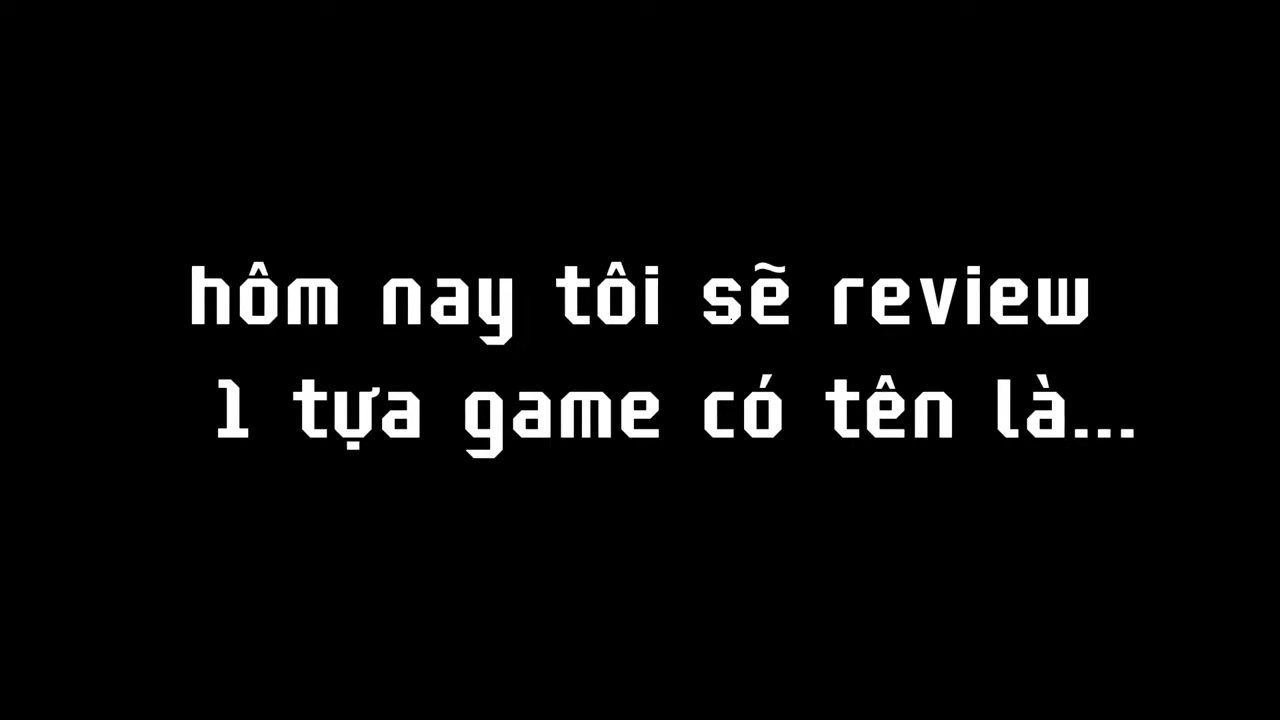 hôm nay tôi sẽ review
1 tựa game có tên là...